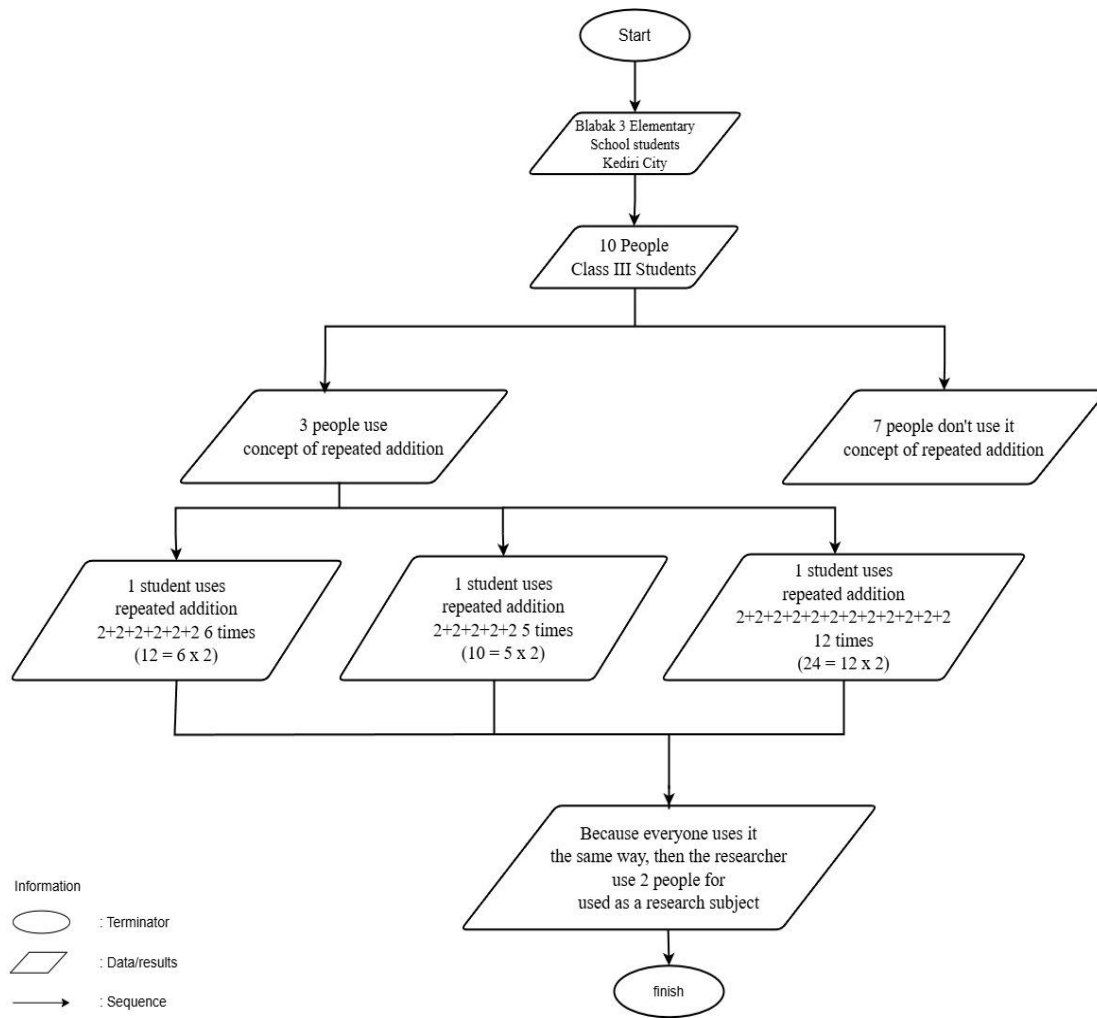 Start
Blabak 3 Elementary
School students
Kediri City
10 People
Class III Students
3 people use
concept of repeated addition
7 people don't use it
concept of repeated addition
1 student uses
repeated addition
2+2+2+2+2+2 6 times
(12 = 6 x 2)
1 student uses
repeated addition
2+2+2+2+2 5 times
(10 = 5 x 2)
1 student uses
repeated addition
2+2+2+2+2+2+2+2+2+2+2+2
12 times
(24 = 12 x 2)
Because everyone uses it
the same way, then the researcher
use 2 people for
used as a research subject
finish
Information
: Terminator
: Data/results
: Sequence